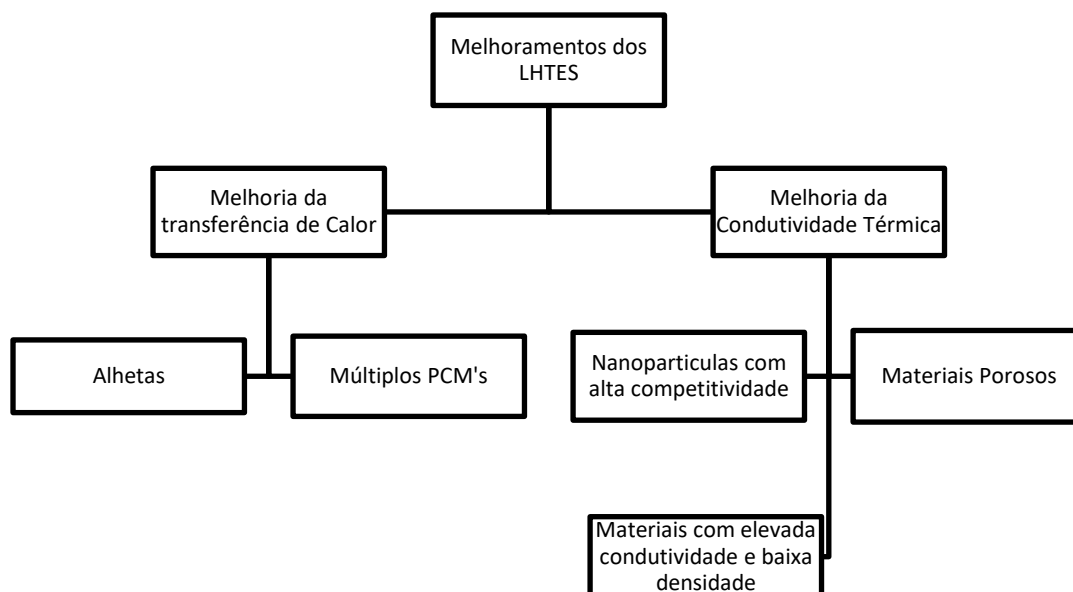 Melhoramentos dos
LHTES
Melhoria da
transferência de Calor
Melhoria da
Condutividade Térmica
Alhetas
Múltiplos PCM's
Nanoparticulas com
alta competitividade
Materiais Porosos
Materiais com elevada
condutividade e baixa
densidade